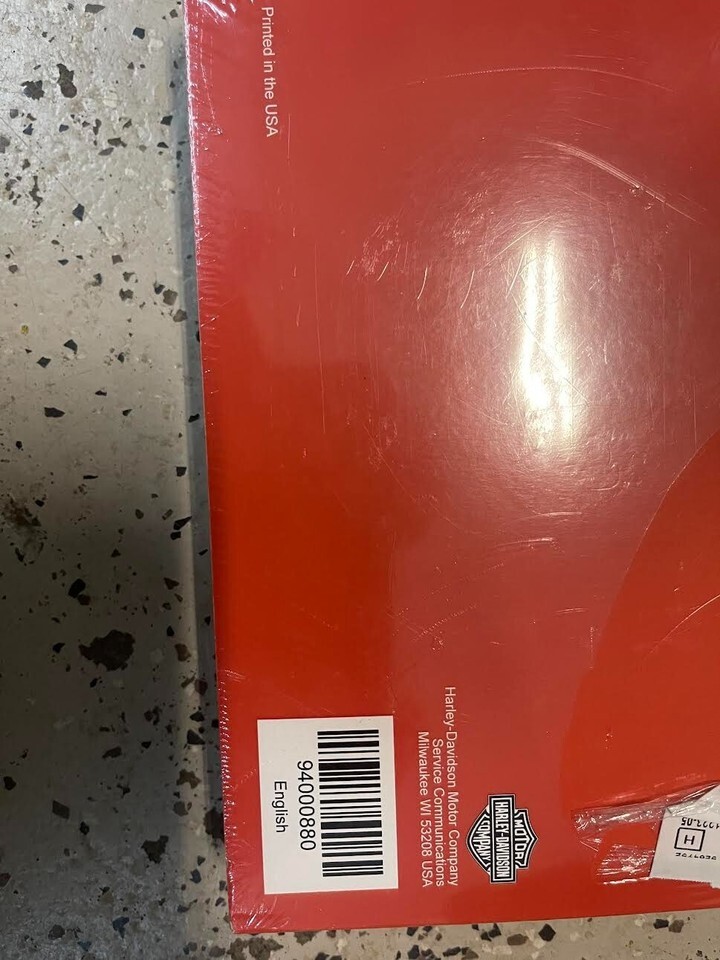 Printed in the USA
MOTOR
HARLEY-DAVIDSON
COMPANY
Harley-Davidson Motor Company
Service Communications
Milwaukee WI 53208 USA
94000880
English
H